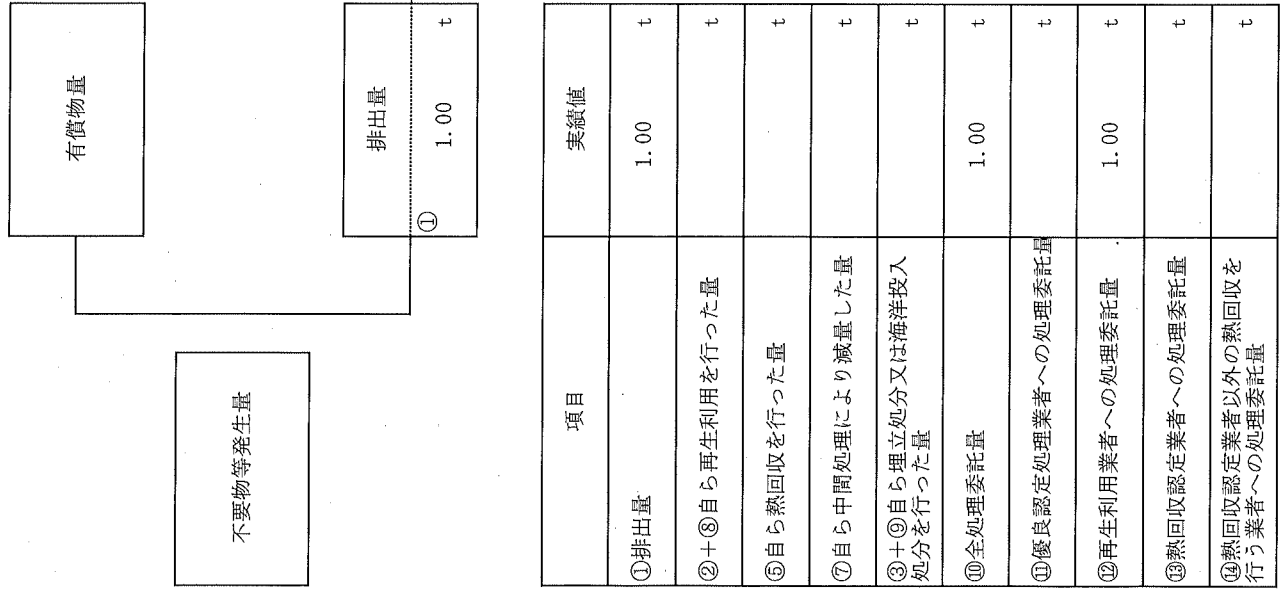 不要物等発生量
有償物量
排出量
① 1.00 t
項目 実績値
①排出量 1.00 t
②+⑧自ら再生利用を行った量 t
⑤自ら熱回収を行った量 t
⑦自ら中間処理により減量した量 t
③+⑨自ら埋立処分又は海洋投入
処分を行った量 t
⑩全処理委託量 1.00 t
⑪優良認定処理業者への処理委託量 t
⑫再生利用業者への処理委託量 1.00 t
⑬熱回収認定業者への処理委託量 t
⑭熱回収認定業者以外の熱回収を
行う業者への処理委託量 t